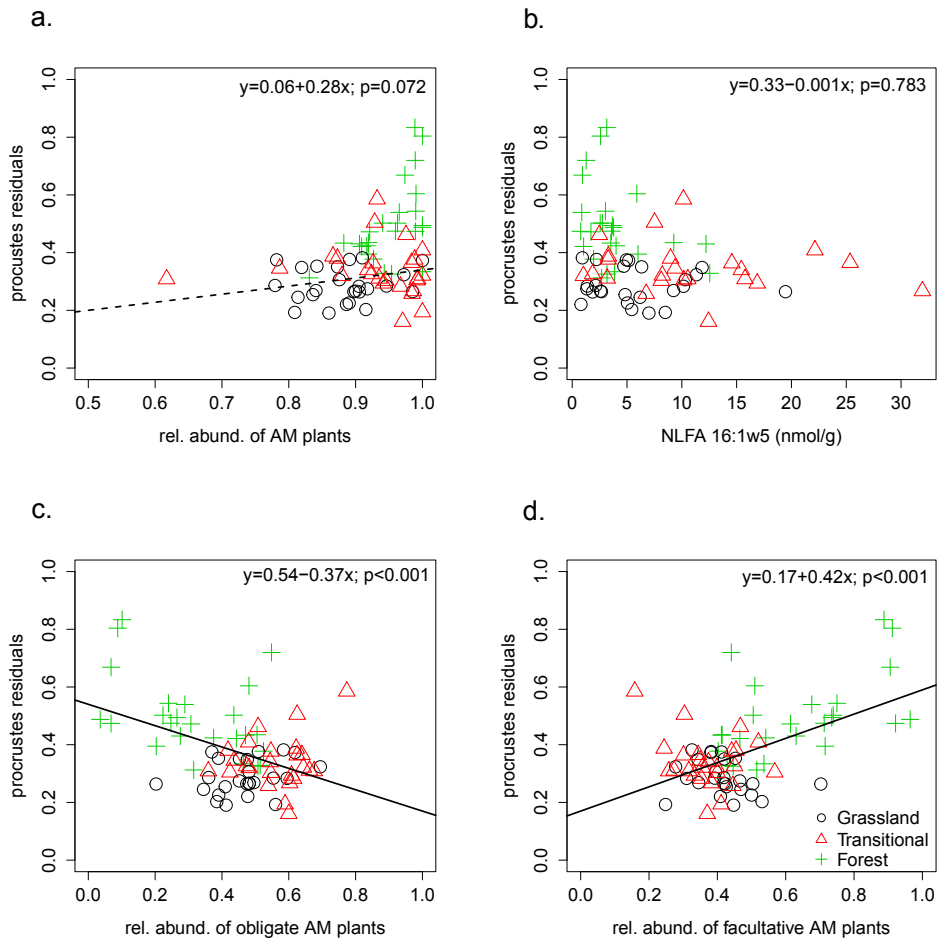 a.
y=0.06+0.28x; p=0.072
procrustes residuals
0.0 0.2 0.4 0.6 0.8 1.0
0.5 0.6 0.7 0.8 0.9 1.0
rel. abund. of AM plants
b.
y=0.33−0.001x; p=0.783
procrustes residuals
0.0 0.2 0.4 0.6 0.8 1.0
0 5 10 15 20 25 30
NLFA 16:1w5 (nmol/g)
c.
y=0.54−0.37x; p<0.001
procrustes residuals
0.0 0.2 0.4 0.6 0.8 1.0
0.0 0.2 0.4 0.6 0.8 1.0
rel. abund. of obligate AM plants
d.
y=0.17+0.42x; p<0.001
procrustes residuals
0.0 0.2 0.4 0.6 0.8 1.0
Grassland
Transitional
Forest
0.0 0.2 0.4 0.6 0.8 1.0
rel. abund. of facultative AM plants